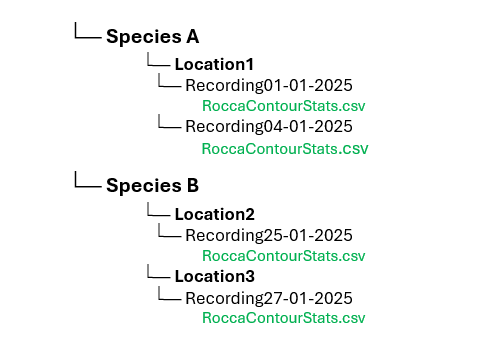 Species A
Location1
Recording01-01-2025
RoccaContourStats.csv
Recording04-01-2025
RoccaContourStats.csv
Species B
Location2
Recording25-01-2025
RoccaContourStats.csv
Location3
Recording27-01-2025
RoccaContourStats.csv